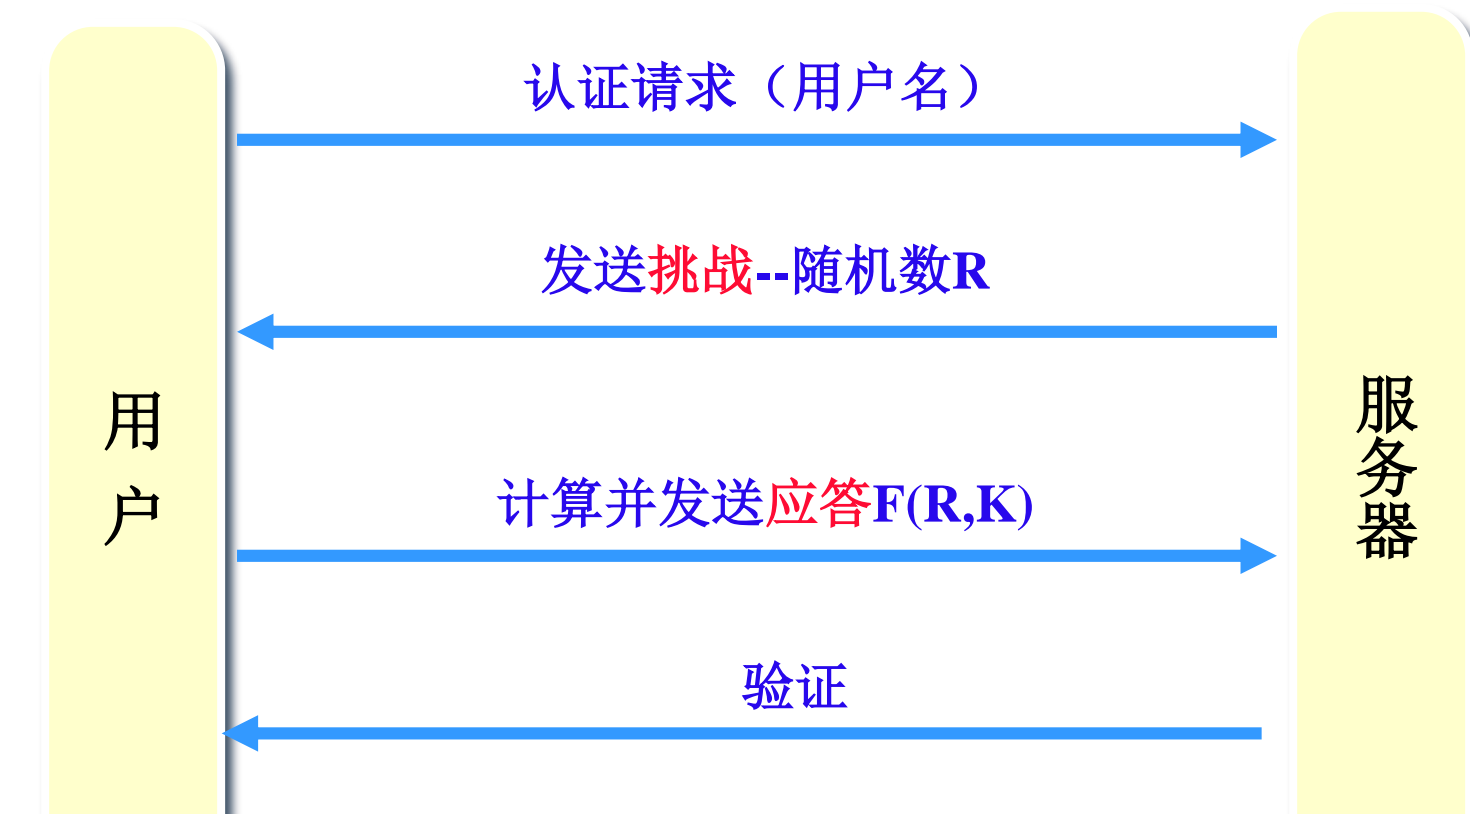 认证请求（用户名）
发送挑战--随机数R
用户
服务器
计算并发送应答F(R,K)
验证